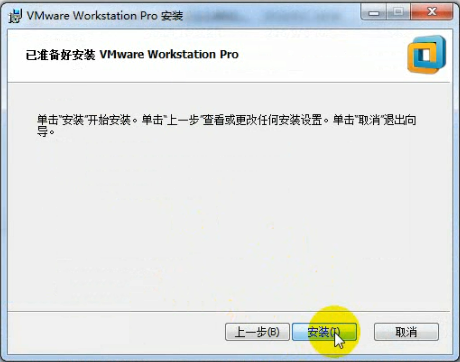 VMware Workstation Pro 安装
已准备好安装 VMware Workstation Pro
单击“安装”开始安装。单击“上一步”查看或更改任何安装设置。单击“取消”退出向
导。
上一步(B)
安装(I)
取消